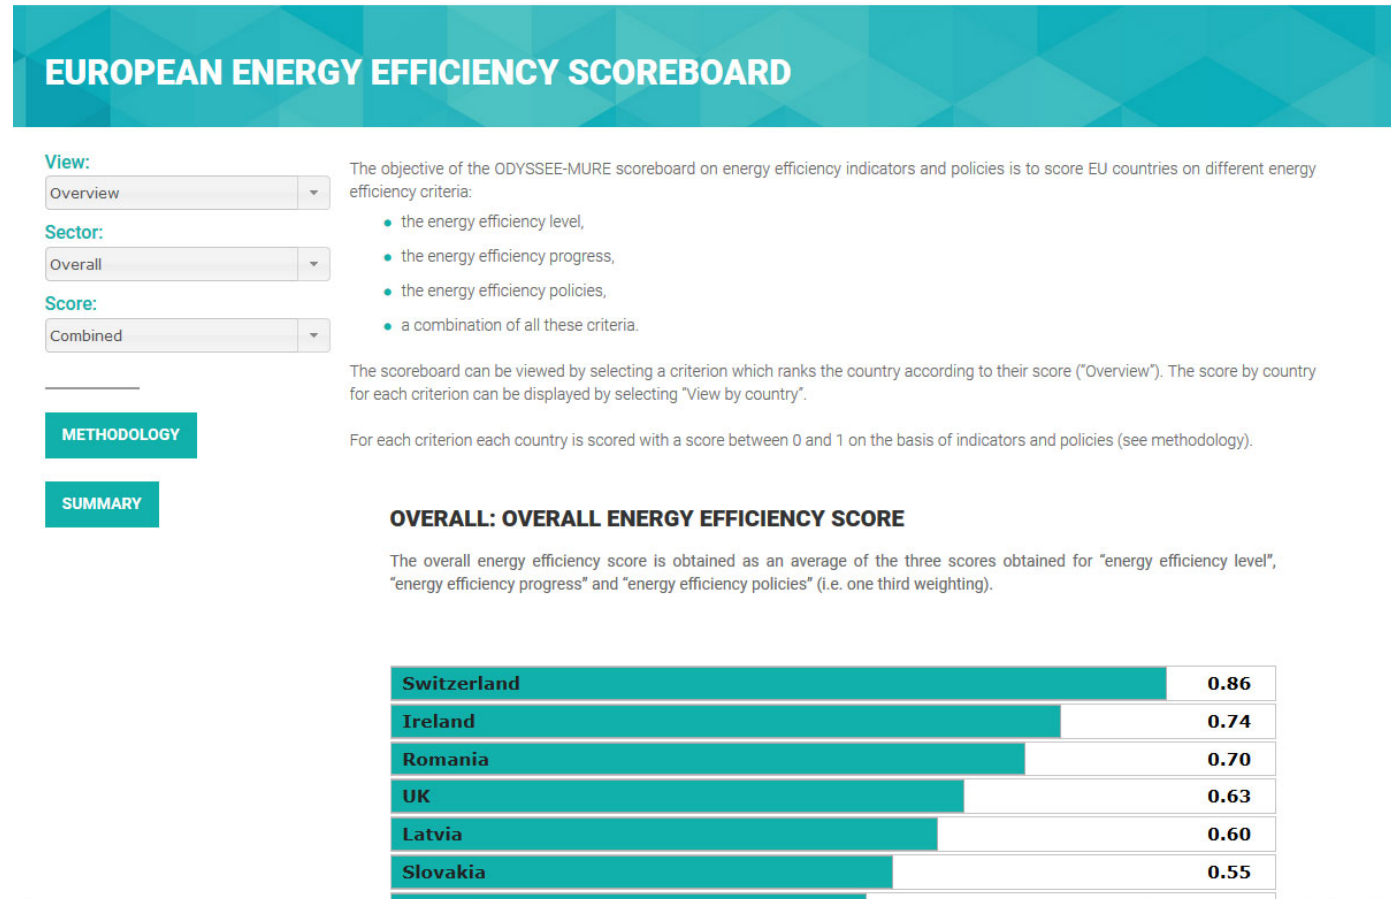 EUROPEAN ENERGY EFFICIENCY SCOREBOARD
View:
Overview
Sector:
Overall
Score:
Combined
METHODOLOGY
SUMMARY
The objective of the ODYSSEE-MURE scoreboard on energy efficiency indicators and policies is to score EU countries on different energy
efficiency criteria:
the energy efficiency level,
the energy efficiency progress,
the energy efficiency policies,
a combination of all these criteria.
The scoreboard can be viewed by selecting a criterion which ranks the country according to their score ("Overview"). The score by country
for each criterion can be displayed by selecting "View by country".
For each criterion each country is scored with a score between 0 and 1 on the basis of indicators and policies (see methodology).
OVERALL: OVERALL ENERGY EFFICIENCY SCORE
The overall energy efficiency score is obtained as an average of the three scores obtained for “energy efficiency level”,
“energy efficiency progress” and “energy efficiency policies” (i.e. one third weighting).
Switzerland 0.86
Ireland 0.74
Romania 0.70
UK 0.63
Latvia 0.60
Slovakia 0.55